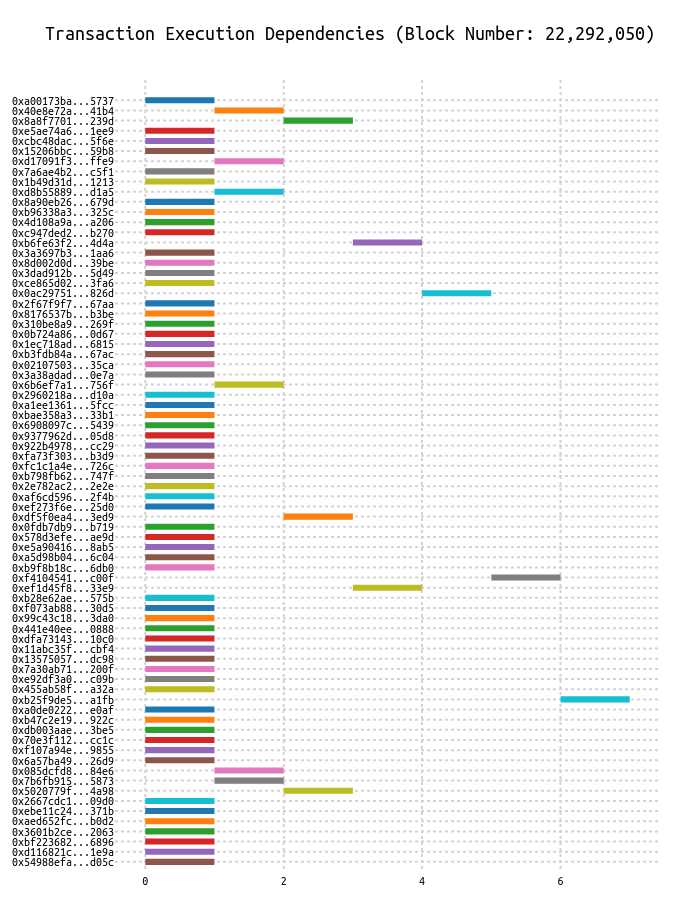 Transaction Execution Dependencies (Block Number: 22,292,050)
0xa00173ba...5737
0x40e8e72a...41b4
0x8a8f7701...239d
0xe5ae74a6...1ee9
0xcbc48dac...5f6e
0x15206bbc...59b8
0xd17091f3...ffe9
0x7a6ae4b2...c5f1
0x1b49d31d...1213
0xd8b55889...d1a5
0x8a90eb26...679d
0xb96338a3...325c
0x4d108a9a...a206
0xc947ded2...b270
0xb6fe63f2...4d4a
0x3a3697b3...1aa6
0x8d002d0d...39be
0x3dad912b...5d49
0xce865d02...3fa6
0x0ac29751...826d
0x2f67f9f7...67aa
0x8176537b...b3be
0x310be8a9...269f
0x0b724a86...0d67
0x1ec718ad...6815
0xb3fdb84a...67ac
0x02107503...35ca
0x3a38adad...0e7a
0x6b6ef7a1...756f
0x2960218a...d10a
0xa1ee1361...5fcc
0xbae358a3...33b1
0x6908097c...5439
0x9377962d...05d8
0x922b4978...cc29
0xfa73f303...b3d9
0xfc1c1a4e...726c
0xb798fb62...747f
0x2e782ac2...2e2e
0xaf6cd596...2f4b
0xef273f6e...25d0
0xdf5f0ea4...3ed9
0x0fdb7db9...b719
0x578d3efe...ae9d
0xe5a90416...8ab5
0xa5d98b04...6c04
0xb9f8b18c...6db0
0xf4104541...c00f
0xef1d45f8...33e9
0xb28e62ae...575b
0xf073ab88...30d5
0x99c43c18...3da0
0x441e40ee...0888
0xdfa73143...10c0
0x11abc35f...cbf4
0x13575057...dc98
0x7a30ab71...200f
0xe92df3a0...c09b
0x455ab58f...a32a
0xb25f9de5...a1fb
0xa0de0222...e0af
0xb47c2e19...922c
0xdb003aae...3be5
0x70e3f112...cc1c
0xf107a94e...9855
0x6a57ba49...26d9
0x085dcfd8...84e6
0x7b6fb915...5873
0x5020779f...4a98
0x2667cdc1...09d0
0xebe11c24...371b
0xaed652fc...b0d2
0x3601b2ce...2063
0xbf223682...6896
0xd116821c...1e9a
0x54988efa...d05c
0 2 4 6